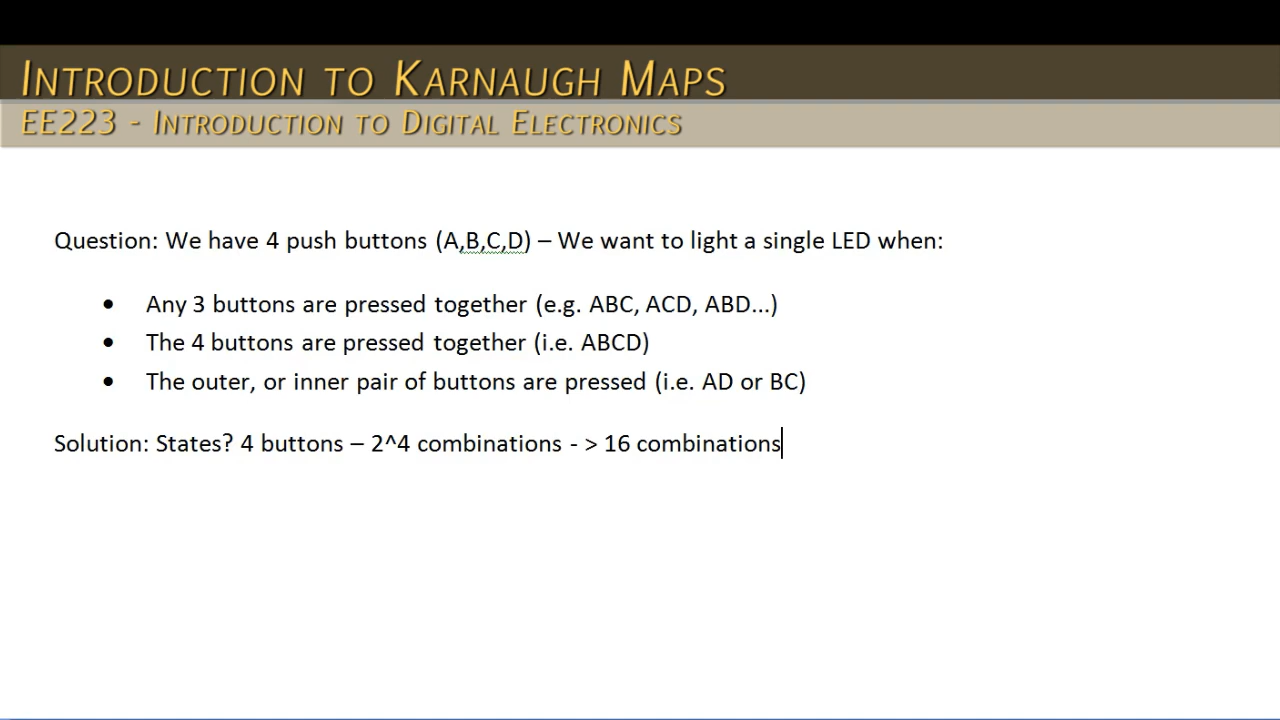 INTRODUCTION TO KARNAUGH MAPS
EE223 - INTRODUCTION TO DIGITAL ELECTRONICS
Question: We have 4 push buttons (A,B,C,D) – We want to light a single LED when:
• Any 3 buttons are pressed together (e.g. ABC, ACD, ABD...)
• The 4 buttons are pressed together (i.e. ABCD)
• The outer, or inner pair of buttons are pressed (i.e. AD or BC)
Solution: States? 4 buttons – 2^4 combinations - > 16 combinations